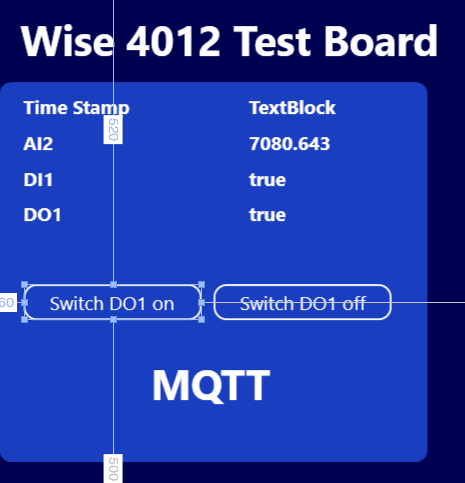 Wise 4012 Test Board
Time Stamp TextBlock
520
AI2 7080.643
DI1 true
DO1 true
60 Switch DO1 on Switch DO1 off
MQTT
500